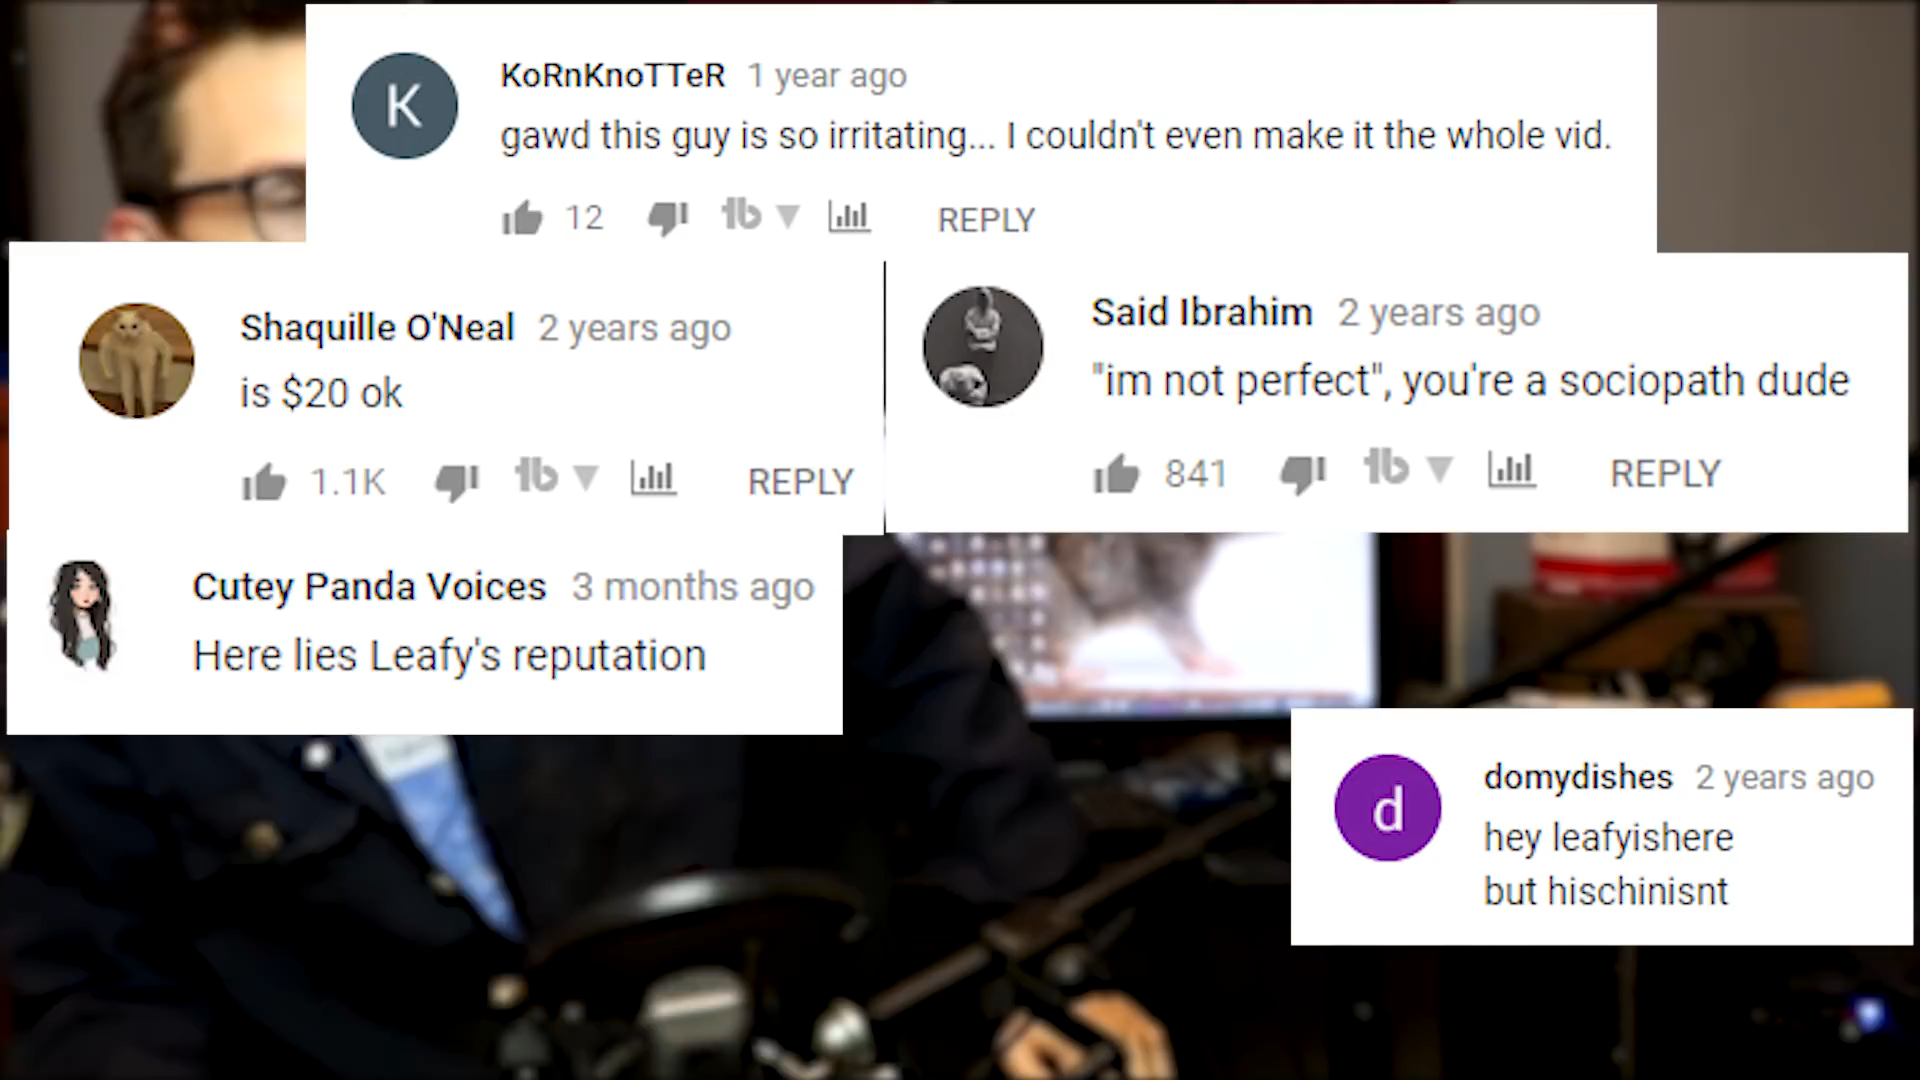 K
KoRnKnoTTeR 1 year ago
gawd this guy is so irritating... I couldn't even make it the whole vid.
12 REPLY
Shaquille O'Neal 2 years ago
is $20 ok
1.1K REPLY
Said Ibrahim 2 years ago
"im not perfect", you're a sociopath dude
841 REPLY
Cutey Panda Voices 3 months ago
Here lies Leafy's reputation
d
domydishes 2 years ago
hey leafyishere
but hischinisnt